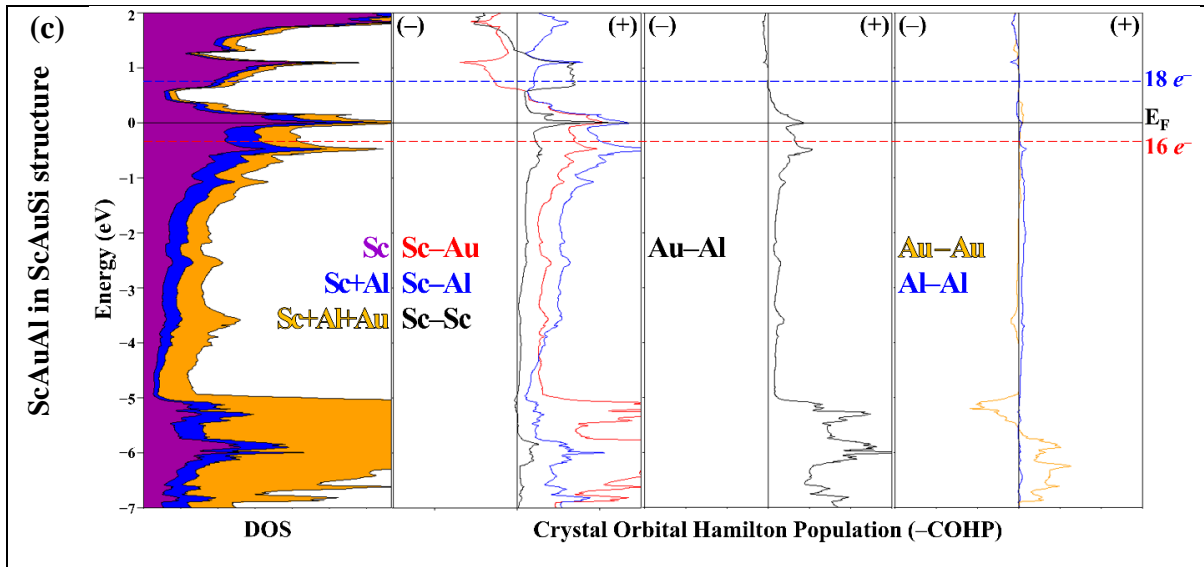 (c)
ScAuAl in ScAuSi structure
Energy (eV)
2
1
0
−1
−2
−3
−4
−5
−6
−7
Sc
Sc+Al
Sc+Al+Au
DOS
(−) (+)
Sc−Au
Sc−Al
Sc−Sc
(−) (+)
Au−Al
(−) (+)
Au−Au
Al−Al
18 e⁻
E_F
16 e⁻
Crystal Orbital Hamilton Population (−COHP)